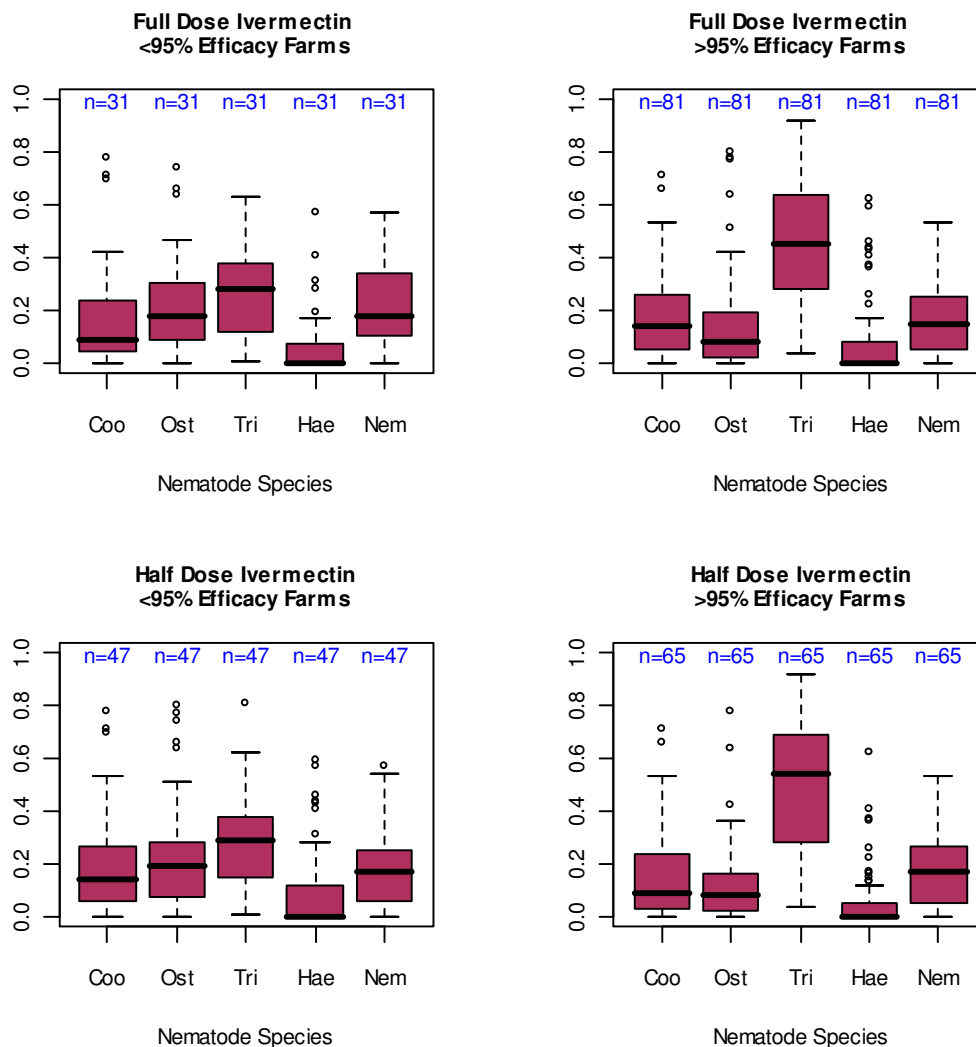 Full Dose Ivermectin
<95% Efficacy Farms
n=31 n=31 n=31 n=31 n=31
1.0
0.8
0.6
0.4
0.2
0.0
Coo Ost Tri Hae Nem
Nematode Species
Full Dose Ivermectin
>95% Efficacy Farms
n=81 n=81 n=81 n=81 n=81
1.0
0.8
0.6
0.4
0.2
0.0
Coo Ost Tri Hae Nem
Nematode Species
Half Dose Ivermectin
<95% Efficacy Farms
n=47 n=47 n=47 n=47 n=47
1.0
0.8
0.6
0.4
0.2
0.0
Coo Ost Tri Hae Nem
Nematode Species
Half Dose Ivermectin
>95% Efficacy Farms
n=65 n=65 n=65 n=65 n=65
1.0
0.8
0.6
0.4
0.2
0.0
Coo Ost Tri Hae Nem
Nematode Species